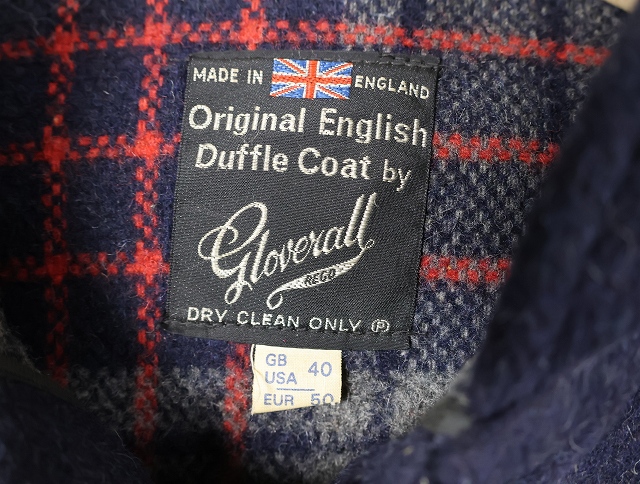 MADE IN ENGLAND
Original English
Duffle Coat by
Gloverall
REGD
DRY CLEAN ONLY Ⓟ
GB
USA 40
EUR 50